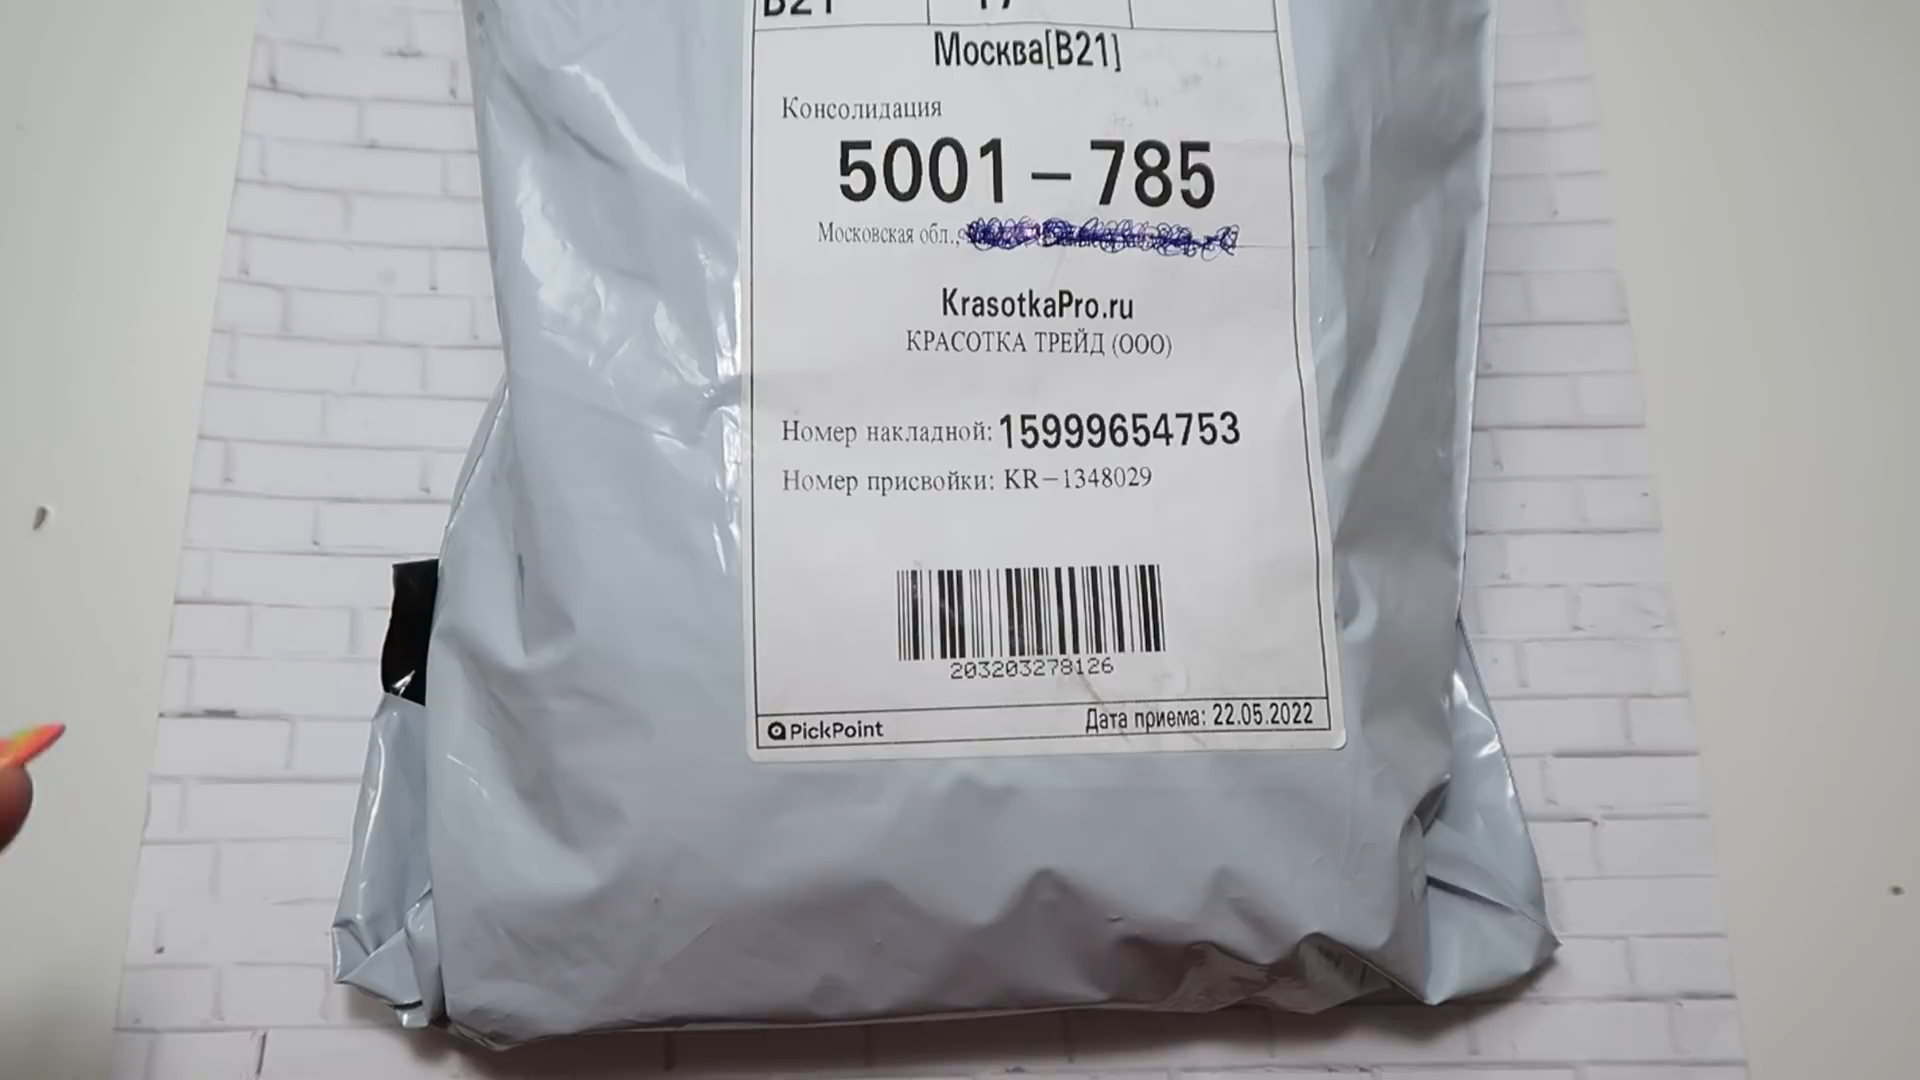 B21 17
Москва[B21]
Консолидация
5001-785
Московская обл.,
KrasotkaPro.ru
КРАСОТКА ТРЕЙД (ООО)
Номер накладной: 15999654753
Номер присвойки: KR-1348029
203203278126
PickPoint Дата приема: 22.05.2022